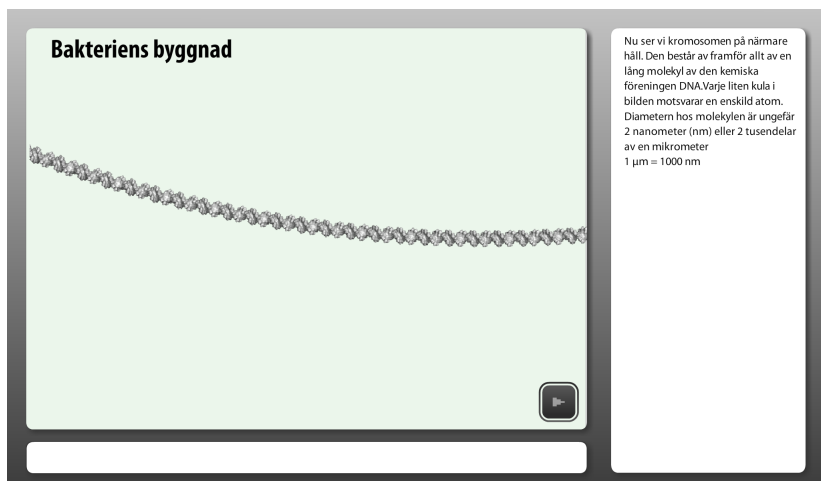 Bakteriens byggnad
Nu ser vi kromosomen på närmare
håll. Den består av framför allt av en
lång molekyl av den kemiska
föreningen DNA.Varje liten kula i
bilden motsvarar en enskild atom.
Diametern hos molekylen är ungefär
2 nanometer (nm) eller 2 tusendelar
av en mikrometer
1 µm = 1000 nm